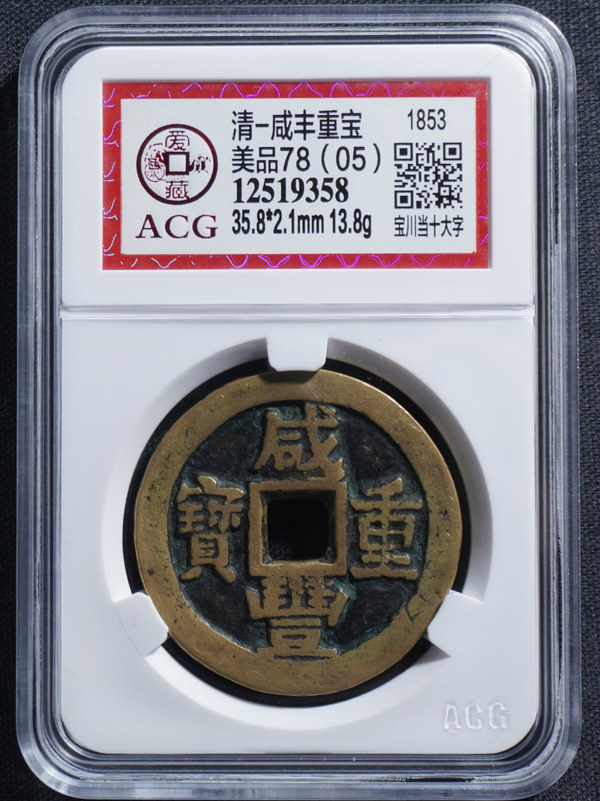 爱藏
ACG
清-咸丰重宝
1853
美品78（05）
12519358
35.8*2.1mm 13.8g
宝川当十大字
咸豐重寶
ACG